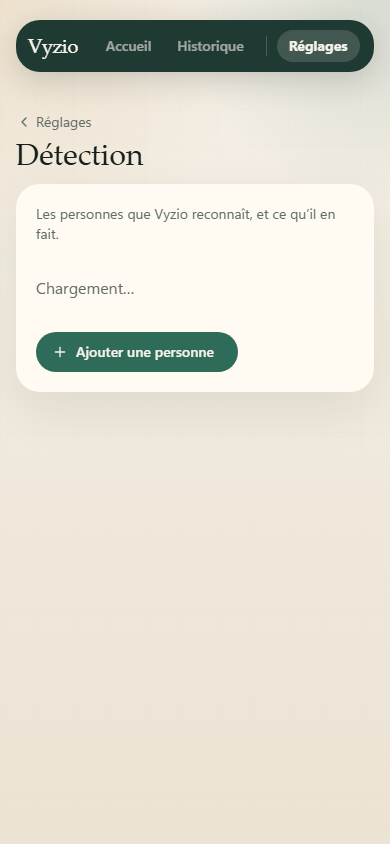 Vyzio
Accueil
Historique
Réglages
Réglages
Détection
Les personnes que Vyzio reconnaît, et ce qu’il en
fait.
Chargement…
Ajouter une personne